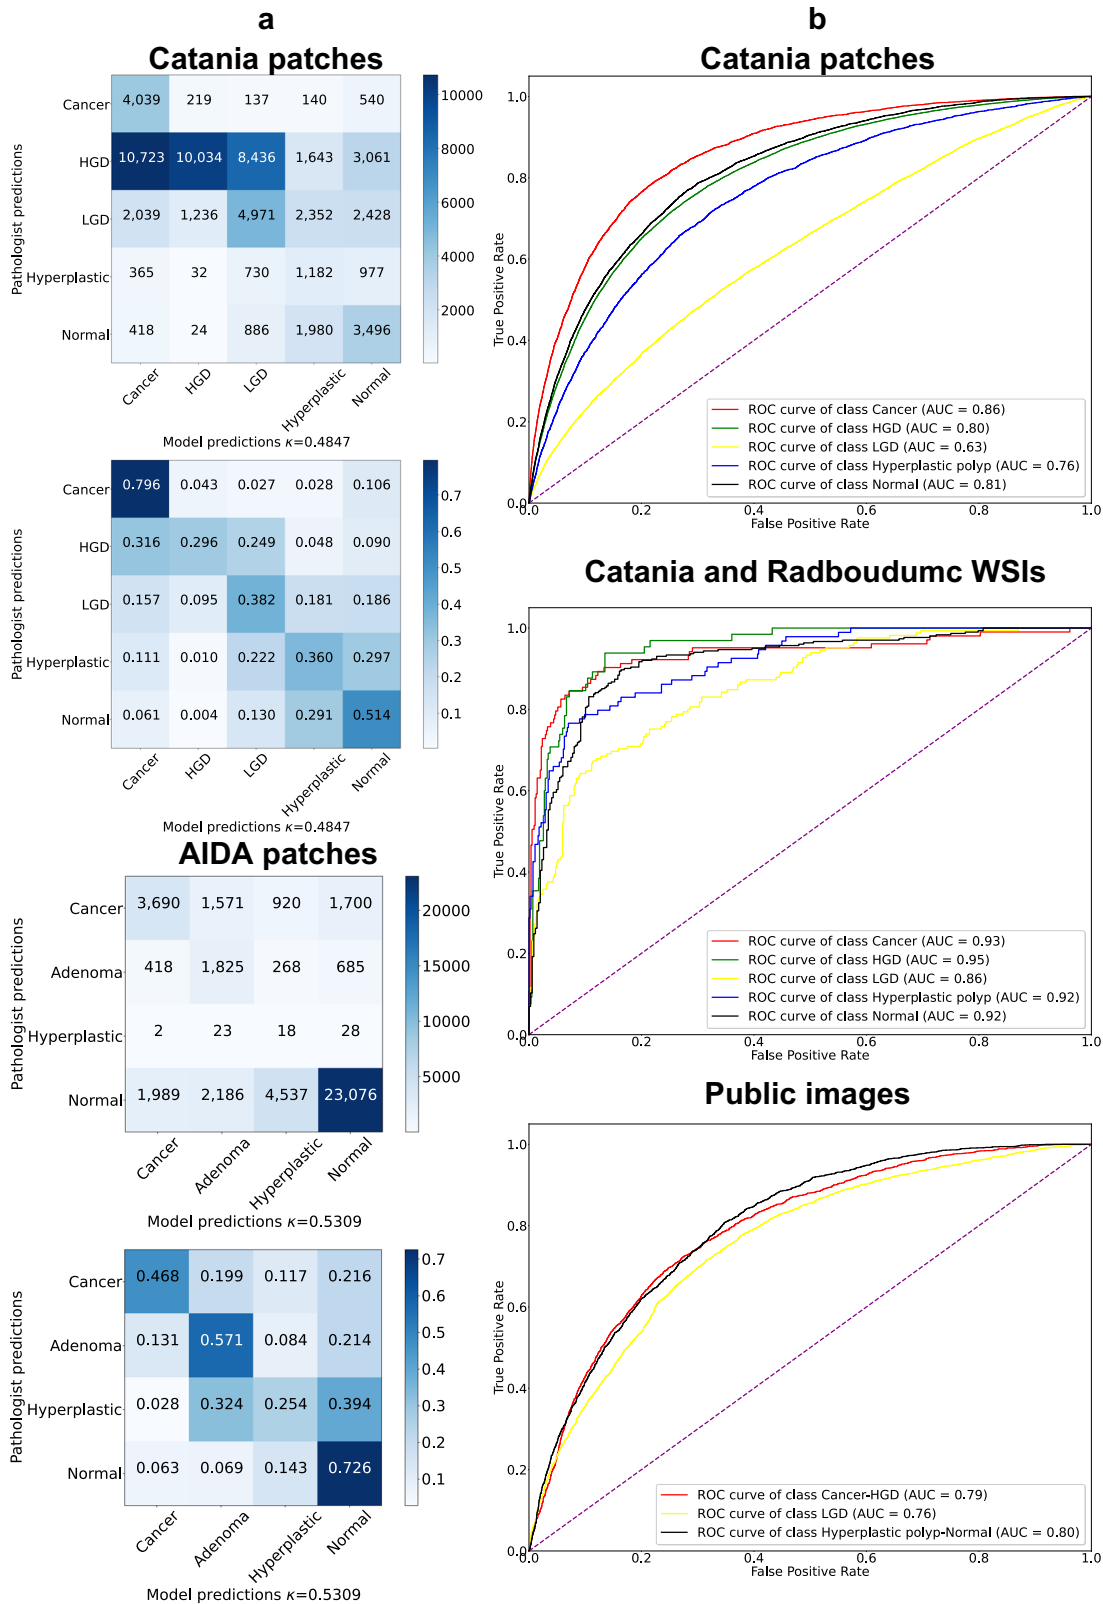 a
Catania patches
Cancer 4,039 219 137 140 540
HGD 10,723 10,034 8,436 1,643 3,061
LGD 2,039 1,236 4,971 2,352 2,428
Hyperplastic 365 32 730 1,182 977
Normal 418 24 886 1,980 3,496
Pathologist predictions
Cancer HGD LGD Hyperplastic Normal
Model predictions κ=0.4847
10000
8000
6000
4000
2000
Cancer 0.796 0.043 0.027 0.028 0.106
HGD 0.316 0.296 0.249 0.048 0.090
LGD 0.157 0.095 0.382 0.181 0.186
Hyperplastic 0.111 0.010 0.222 0.360 0.297
Normal 0.061 0.004 0.130 0.291 0.514
Pathologist predictions
Cancer HGD LGD Hyperplastic Normal
Model predictions κ=0.4847
0.7
0.6
0.5
0.4
0.3
0.2
0.1
AIDA patches
Cancer 3,690 1,571 920 1,700
Adenoma 418 1,825 268 685
Hyperplastic 2 23 18 28
Normal 1,989 2,186 4,537 23,076
Pathologist predictions
Cancer Adenoma Hyperplastic Normal
Model predictions κ=0.5309
20000
15000
10000
5000
Cancer 0.468 0.199 0.117 0.216
Adenoma 0.131 0.571 0.084 0.214
Hyperplastic 0.028 0.324 0.254 0.394
Normal 0.063 0.069 0.143 0.726
Pathologist predictions
Cancer Adenoma Hyperplastic Normal
Model predictions κ=0.5309
0.7
0.6
0.5
0.4
0.3
0.2
0.1
b
Catania patches
1.0
0.8
0.6
0.4
0.2
0.0
True Positive Rate
ROC curve of class Cancer (AUC = 0.86)
ROC curve of class HGD (AUC = 0.80)
ROC curve of class LGD (AUC = 0.63)
ROC curve of class Hyperplastic polyp (AUC = 0.76)
ROC curve of class Normal (AUC = 0.81)
0.0 0.2 0.4 0.6 0.8 1.0
False Positive Rate
Catania and Radboudumc WSIs
1.0
0.8
0.6
0.4
0.2
0.0
True Positive Rate
ROC curve of class Cancer (AUC = 0.93)
ROC curve of class HGD (AUC = 0.95)
ROC curve of class LGD (AUC = 0.86)
ROC curve of class Hyperplastic polyp (AUC = 0.92)
ROC curve of class Normal (AUC = 0.92)
0.0 0.2 0.4 0.6 0.8 1.0
False Positive Rate
Public images
1.0
0.8
0.6
0.4
0.2
0.0
True Positive Rate
ROC curve of class Cancer-HGD (AUC = 0.79)
ROC curve of class LGD (AUC = 0.76)
ROC curve of class Hyperplastic polyp-Normal (AUC = 0.80)
0.0 0.2 0.4 0.6 0.8 1.0
False Positive Rate